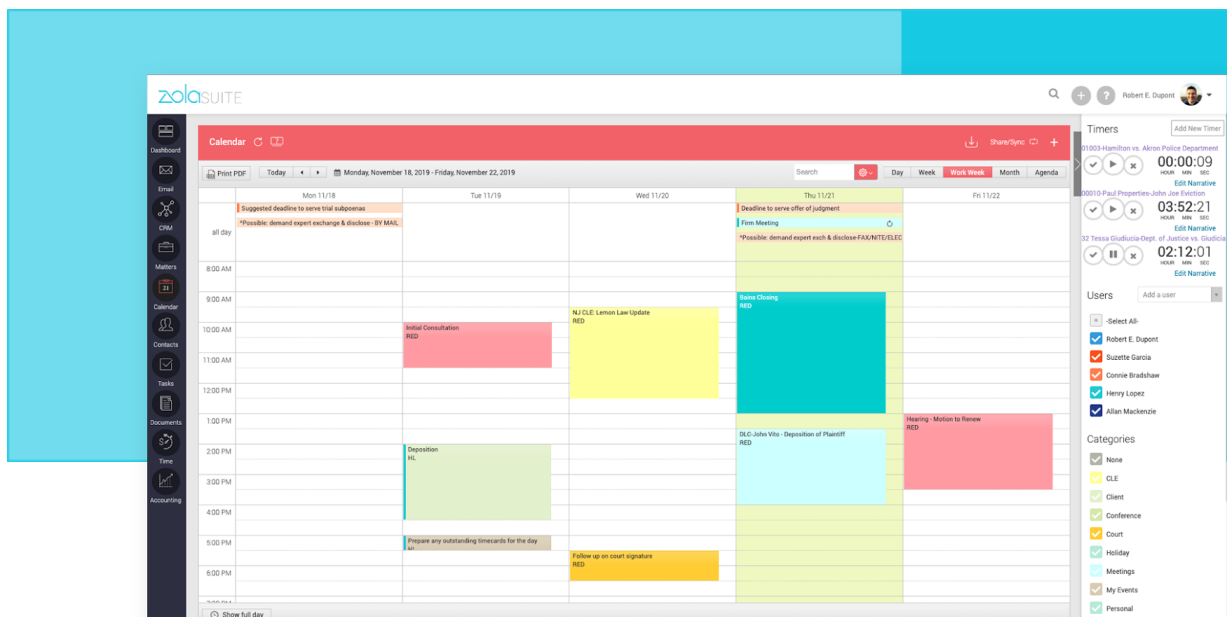 zola SUITE
Robert E. Dupont
Dashboard
Email
CRM
Matters
21
Calendar
Contacts
Tasks
Documents
Time
Accounting
Calendar
Share/Sync
Print PDF
Today
Monday, November 18, 2019 - Friday, November 22, 2019
Search
Day Week Work Week Month Agenda
Mon 11/18 Tue 11/19 Wed 11/20 Thu 11/21 Fri 11/22
all day
Suggested deadline to serve trial subpoenas
*Possible: demand expert exchange & disclose - BY MAIL
Deadline to serve offer of judgment
Firm Meeting
*Possible: demand expert exch & disclose-FAX/NITE/ELEC
8:00 AM
9:00 AM
10:00 AM
11:00 AM
12:00 PM
1:00 PM
2:00 PM
3:00 PM
4:00 PM
5:00 PM
6:00 PM
7:00 PM
Initial Consultation
RED
Deposition
HL
Prepare any outstanding timecards for the day
HL
NJ CLE: Lemon Law Update
RED
Follow up on court signature
RED
Bains Closing
RED
DLC-John Vito - Deposition of Plaintiff
RED
Hearing - Motion to Renew
RED
Show full day
Timers
Add New Timer
01003-Hamilton vs. Akron Police Department
00:00:09
HOUR MIN SEC
Edit Narrative
00010-Paul Properties-John Joe Eviction
03:52:21
HOUR MIN SEC
Edit Narrative
32 Tessa Giudiucia-Dept. of Justice vs. Giudicia
02:12:01
HOUR MIN SEC
Edit Narrative
Users
Add a user
-Select All-
Robert E. Dupont
Suzette Garcia
Connie Bradshaw
Henry Lopez
Allan Mackenzie
Categories
None
CLE
Client
Conference
Court
Holiday
Meetings
My Events
Personal